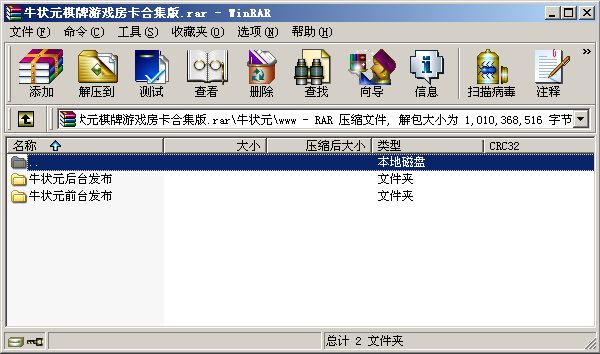 牛状元棋牌游戏房卡合集版.rar - WinRAR
文件(F) 命令(C) 工具(S) 收藏夹(O) 选项(N) 帮助(H)
添加 解压到 测试 查看 删除 查找 向导 信息 扫描病毒 注释 »
状元棋牌游戏房卡合集版.rar\牛状元\www - RAR 压缩文件, 解包大小为 1,010,368,516 字节
名称 大小 压缩后大小 类型 CRC32
.. 本地磁盘
牛状元后台发布 文件夹
牛状元前台发布 文件夹
总计 2 文件夹